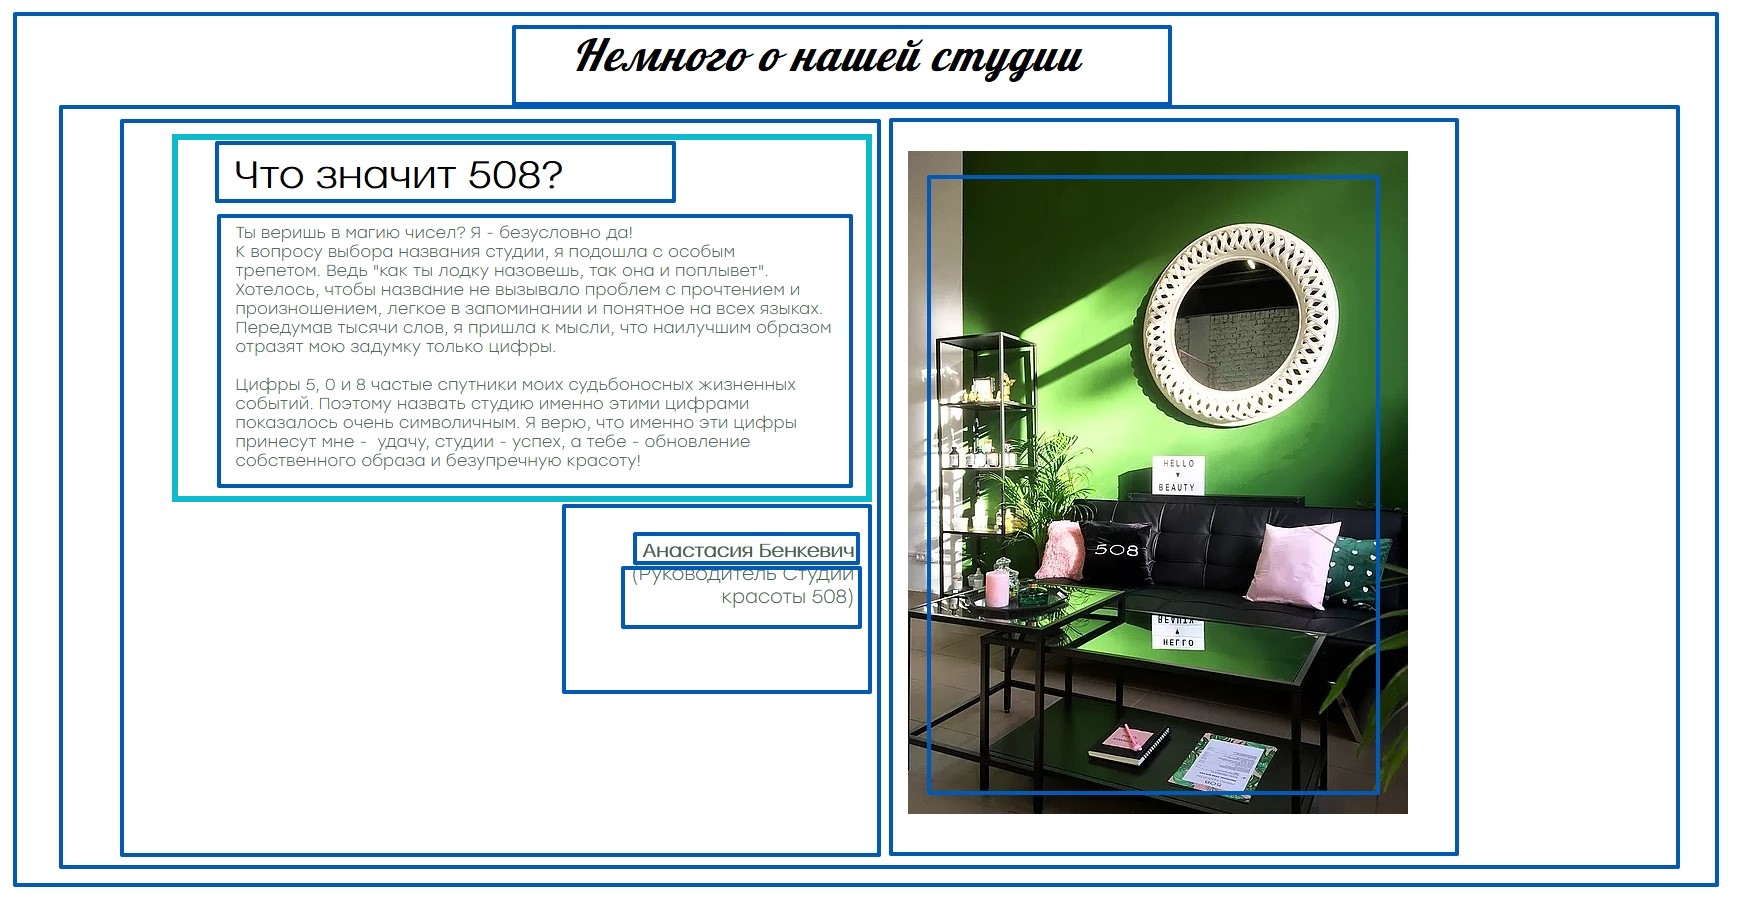 Немного о нашей студии
Что значит 508?
Ты веришь в магию чисел? Я - безусловно да!
К вопросу выбора названия студии, я подошла с особым
трепетом. Ведь "как ты лодку назовешь, так она и поплывет".
Хотелось, чтобы название не вызывало проблем с прочтением и
произношением, легкое в запоминании и понятное на всех языках.
Передумав тысячи слов, я пришла к мысли, что наилучшим образом
отразят мою задумку только цифры.
Цифры 5, 0 и 8 частые спутники моих судьбоносных жизненных
событий. Поэтому назвать студию именно этими цифрами
показалось очень символичным. Я верю, что именно эти цифры
принесут мне -  удачу, студии - успех, а тебе - обновление
собственного образа и безупречную красоту!
Анастасия Бенкевич
(Руководитель Студии
красоты 508)
HELLO
♥
BEAUTY
508